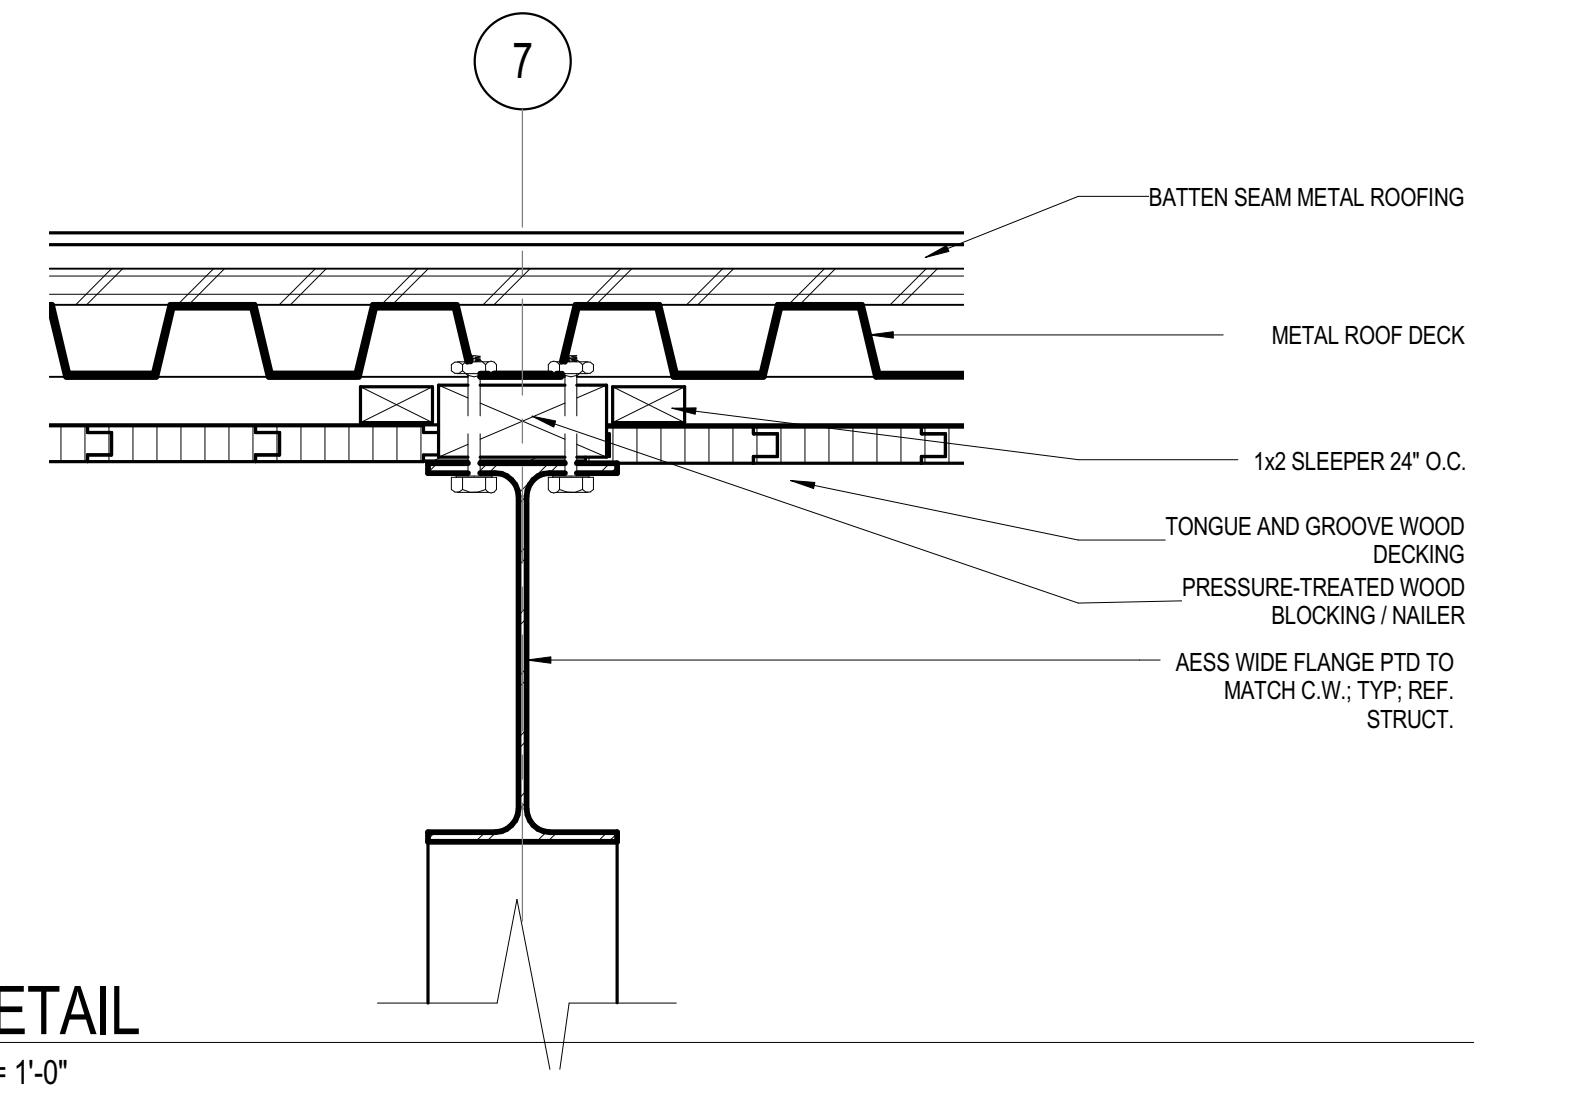 7
BATTEN SEAM METAL ROOFING
METAL ROOF DECK
1x2 SLEEPER 24" O.C.
TONGUE AND GROOVE WOOD
DECKING
PRESSURE-TREATED WOOD
BLOCKING / NAILER
AESS WIDE FLANGE PTD TO
MATCH C.W.; TYP; REF.
STRUCT.
ETAIL
= 1'-0"